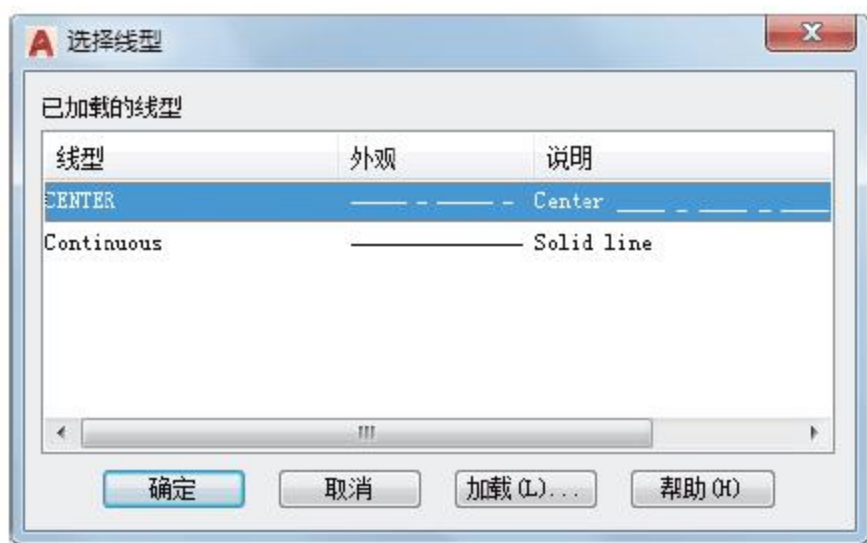 选择线型
已加载的线型
线型 外观 说明
CENTER Center
Continuous Solid line
确定 取消 加载(L)... 帮助(H)